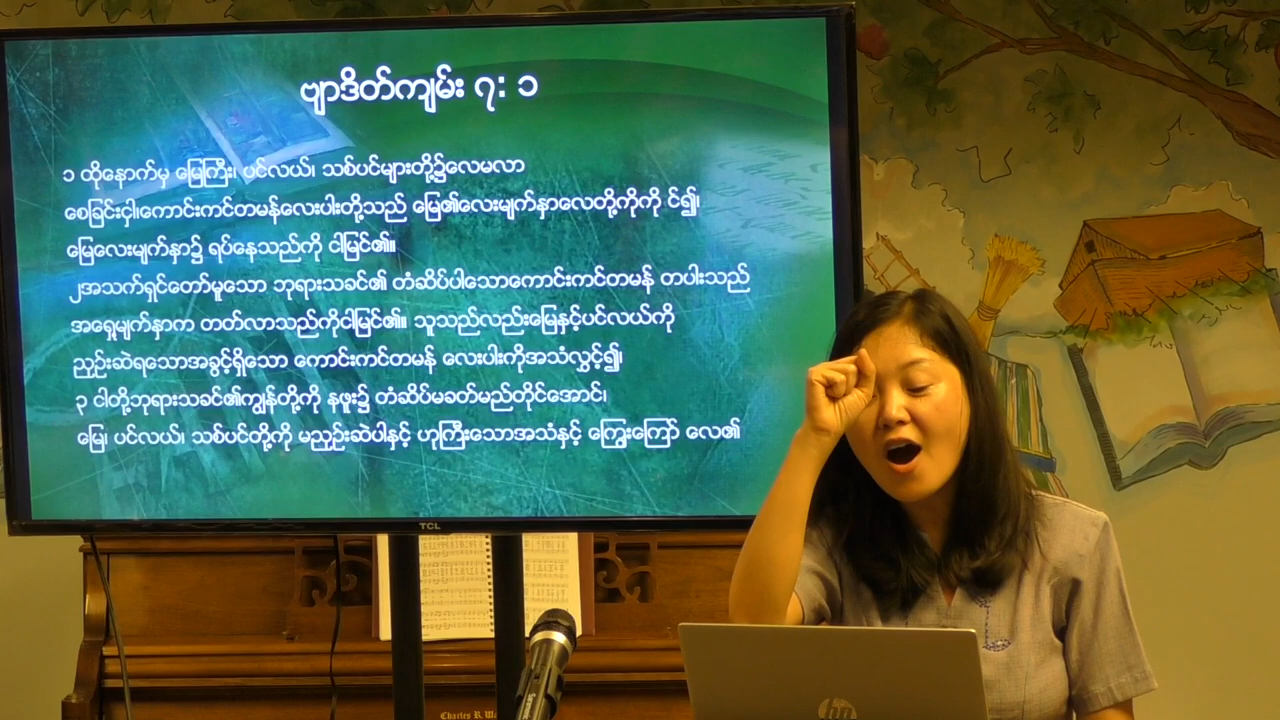 ဗျာဒိတ်ကျမ်း ၇: ၁
၁ ထိုနောက်မှ မြေကြီး၊ ပင်လယ်၊ သစ်ပင်များတို့၌လေမလာ
စေခြင်းငှါ၊ကောင်းကင်တမန်လေးပါးတို့သည် မြေ၏လေးမျက်နှာလေတို့ကိုကို င်၍၊
မြေလေးမျက်နှာ၌ ရပ်နေသည်ကို ငါမြင်၏။
၂အသက်ရှင်တော်မူသော ဘုရားသခင်၏ တံဆိပ်ပါသောကောင်းကင်တမန် တပါးသည်
အရှေ့မျက်နှာက တတ်လာသည်ကိုငါမြင်၏။ သူသည်လည်းမြေနှင့်ပင်လယ်ကို
ညှဉ်းဆဲရသောအခွင့်ရှိသော ကောင်းကင်တမန် လေးပါးကိုအသံလွှင့်၍၊
၃ ငါတို့ဘုရားသခင်၏ကျွန်တို့ကို နဖူး၌ တံဆိပ်မခတ်မည်တိုင်အောင်၊
မြေ၊ ပင်လယ်၊ သစ်ပင်တို့ကို မညှဉ်းဆဲပါနှင့် ဟုကြီးသောအသံနှင့် ကြွေးကြော် လေ၏
TCL
hp
Charles R.